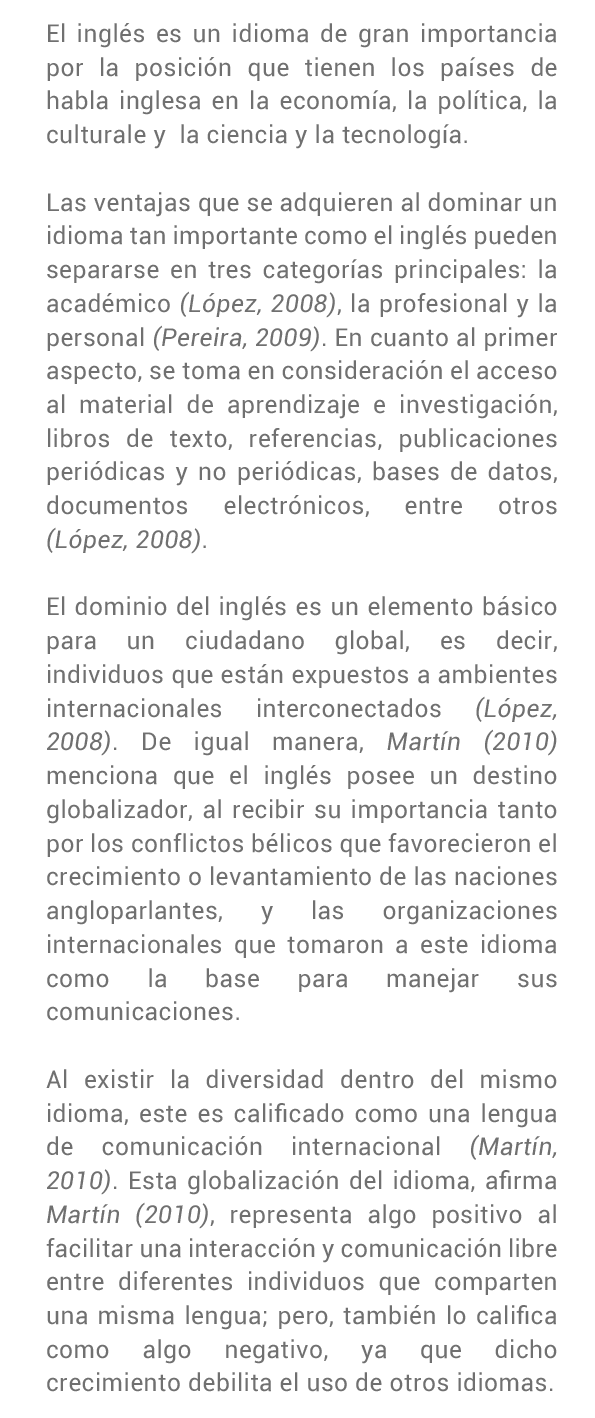 El inglés es un idioma de gran importancia
por la posición que tienen los países de
habla inglesa en la economía, la política, la
culturale y  la ciencia y la tecnología.
Las ventajas que se adquieren al dominar un
idioma tan importante como el inglés pueden
separarse en tres categorías principales: la
académico (López, 2008), la profesional y la
personal (Pereira, 2009). En cuanto al primer
aspecto, se toma en consideración el acceso
al material de aprendizaje e investigación,
libros de texto, referencias, publicaciones
periódicas y no periódicas, bases de datos,
documentos electrónicos, entre otros
(López, 2008).
El dominio del inglés es un elemento básico
para un ciudadano global, es decir,
individuos que están expuestos a ambientes
internacionales interconectados (López,
2008). De igual manera, Martín (2010)
menciona que el inglés posee un destino
globalizador, al recibir su importancia tanto
por los conflictos bélicos que favorecieron el
crecimiento o levantamiento de las naciones
angloparlantes, y las organizaciones
internacionales que tomaron a este idioma
como la base para manejar sus
comunicaciones.
Al existir la diversidad dentro del mismo
idioma, este es calificado como una lengua
de comunicación internacional (Martín,
2010). Esta globalización del idioma, afirma
Martín (2010), representa algo positivo al
facilitar una interacción y comunicación libre
entre diferentes individuos que comparten
una misma lengua; pero, también lo califica
como algo negativo, ya que dicho
crecimiento debilita el uso de otros idiomas.